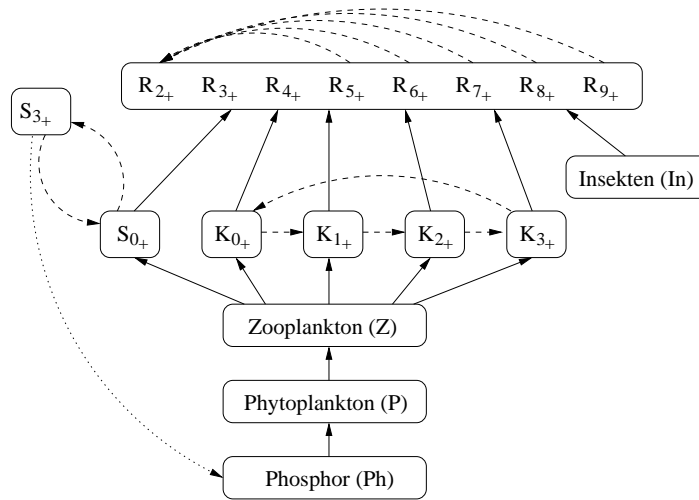 R2+ R3+ R4+ R5+ R6+ R7+ R8+ R9+
S3+
Insekten (In)
S0+ K0+ K1+ K2+ K3+
Zooplankton (Z)
Phytoplankton (P)
Phosphor (Ph)